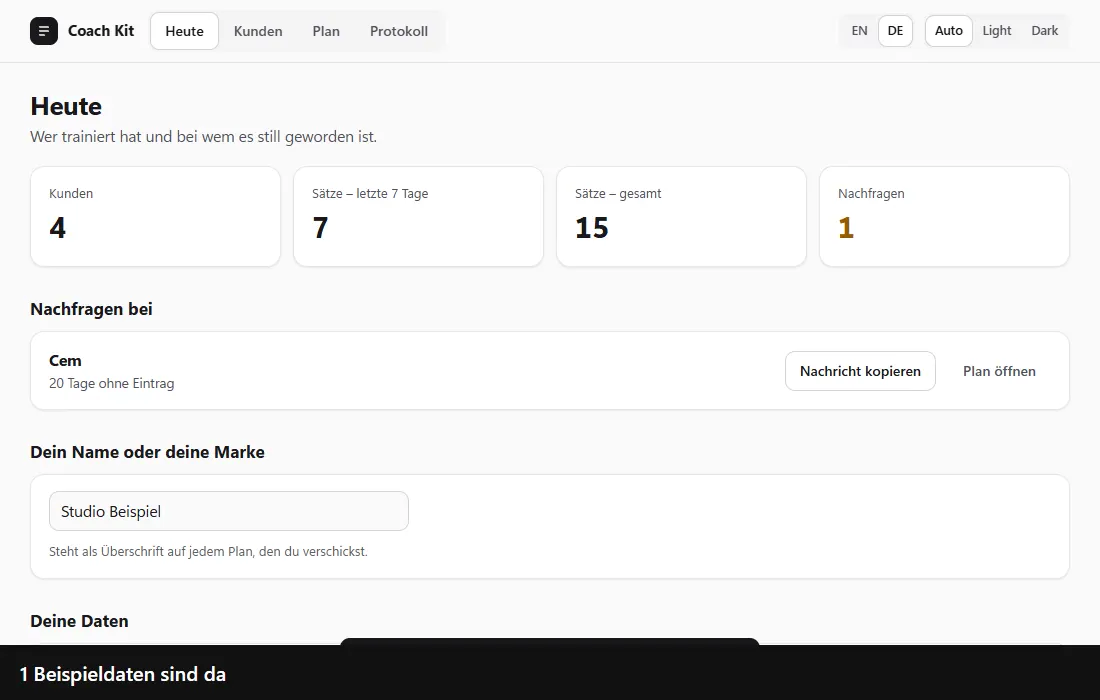 Coach Kit
Heute
Kunden
Plan
Protokoll
EN
DE
Auto
Light
Dark
Heute
Wer trainiert hat und bei wem es still geworden ist.
Kunden
4
Sätze – letzte 7 Tage
7
Sätze – gesamt
15
Nachfragen
1
Nachfragen bei
Cem
20 Tage ohne Eintrag
Nachricht kopieren
Plan öffnen
Dein Name oder deine Marke
Studio Beispiel
Steht als Überschrift auf jedem Plan, den du verschickst.
Deine Daten
1 Beispieldaten sind da